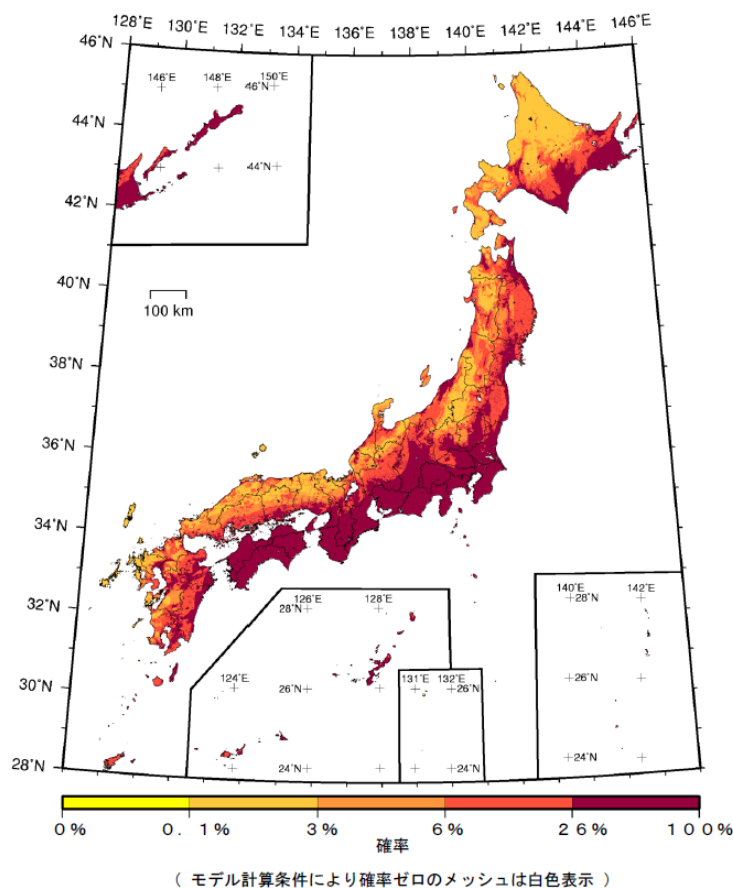 128°E 130°E 132°E 134°E 136°E 138°E 140°E 142°E 144°E 146°E
46°N
146°E 148°E 150°E
46°N
44°N
44°N
42°N
40°N
100 km
38°N
36°N
34°N
32°N
126°E 128°E
28°N
140°E 142°E
28°N
124°E
26°N
131°E 132°E
26°N
26°N
30°N
24°N
24°N
24°N
28°N
0% 0.1% 3% 6% 26% 100%
確率
( モデル計算条件により確率ゼロのメッシュは白色表示 )